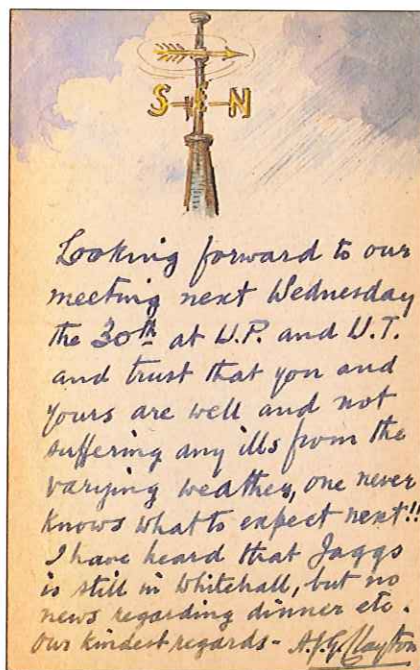 S E N
Looking forward to our
meeting next Wednesday
the 30th at W.P. and W.T.
and trust that you and
yours are well and not
suffering any ills from the
varying weather, one never
knows what to expect next!!
I have heard that Jaggs
is still in Whitehall, but no
news regarding dinner etc.
Our kindest regards - A.J.G. Clayton